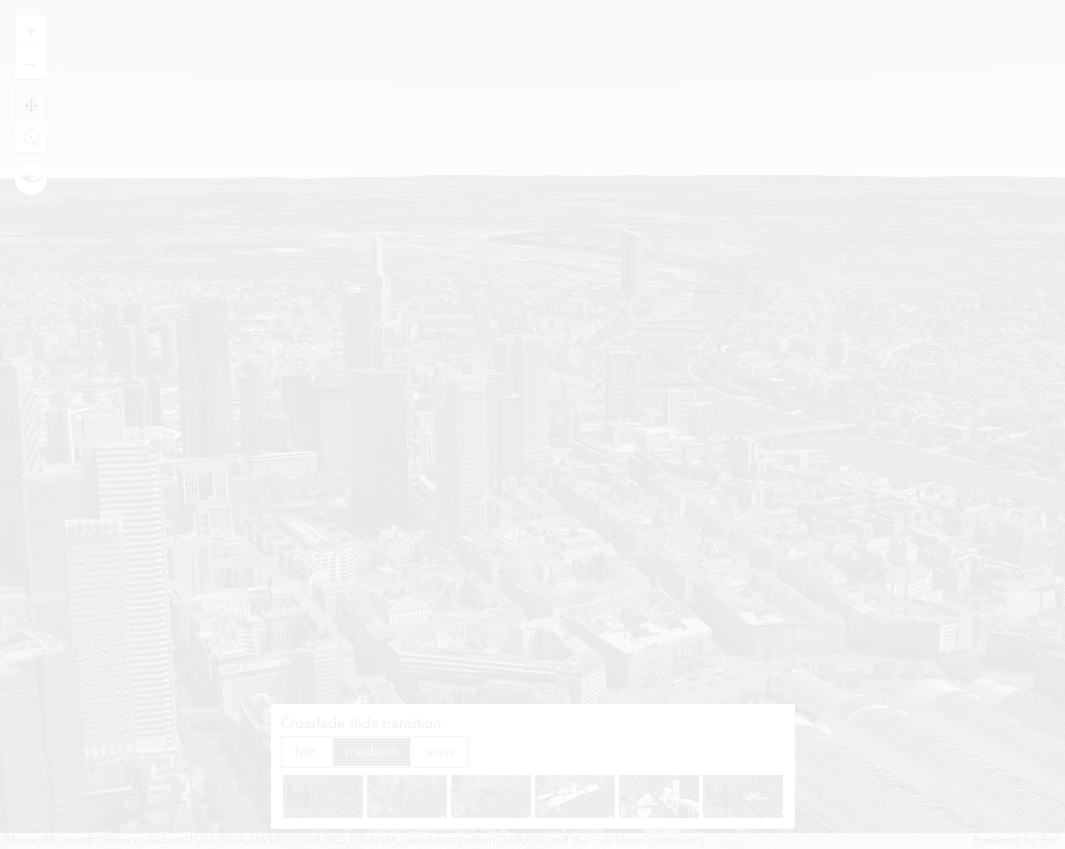 Crossfade slide transition
fast medium slow
Maxar, Microsoft | Source: Airbus,USGS,NGA,NASA,CGIAR,NLS,OS,NMA,Geodatastyrelsen,GSA,GSI and the GIS User Community
Powered by Esri